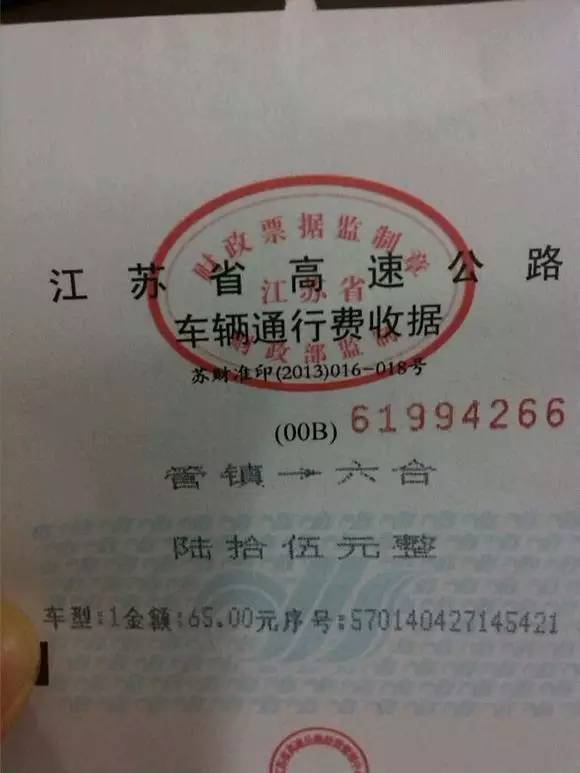 财政票据监制章
江苏省
财政部监制
江苏省高速公路
车辆通行费收据
苏财准印(2013)016-018号
(00B) 61994266
管镇→六合
陆拾伍元整
车型:1金额:65.00元序号:570140427145421